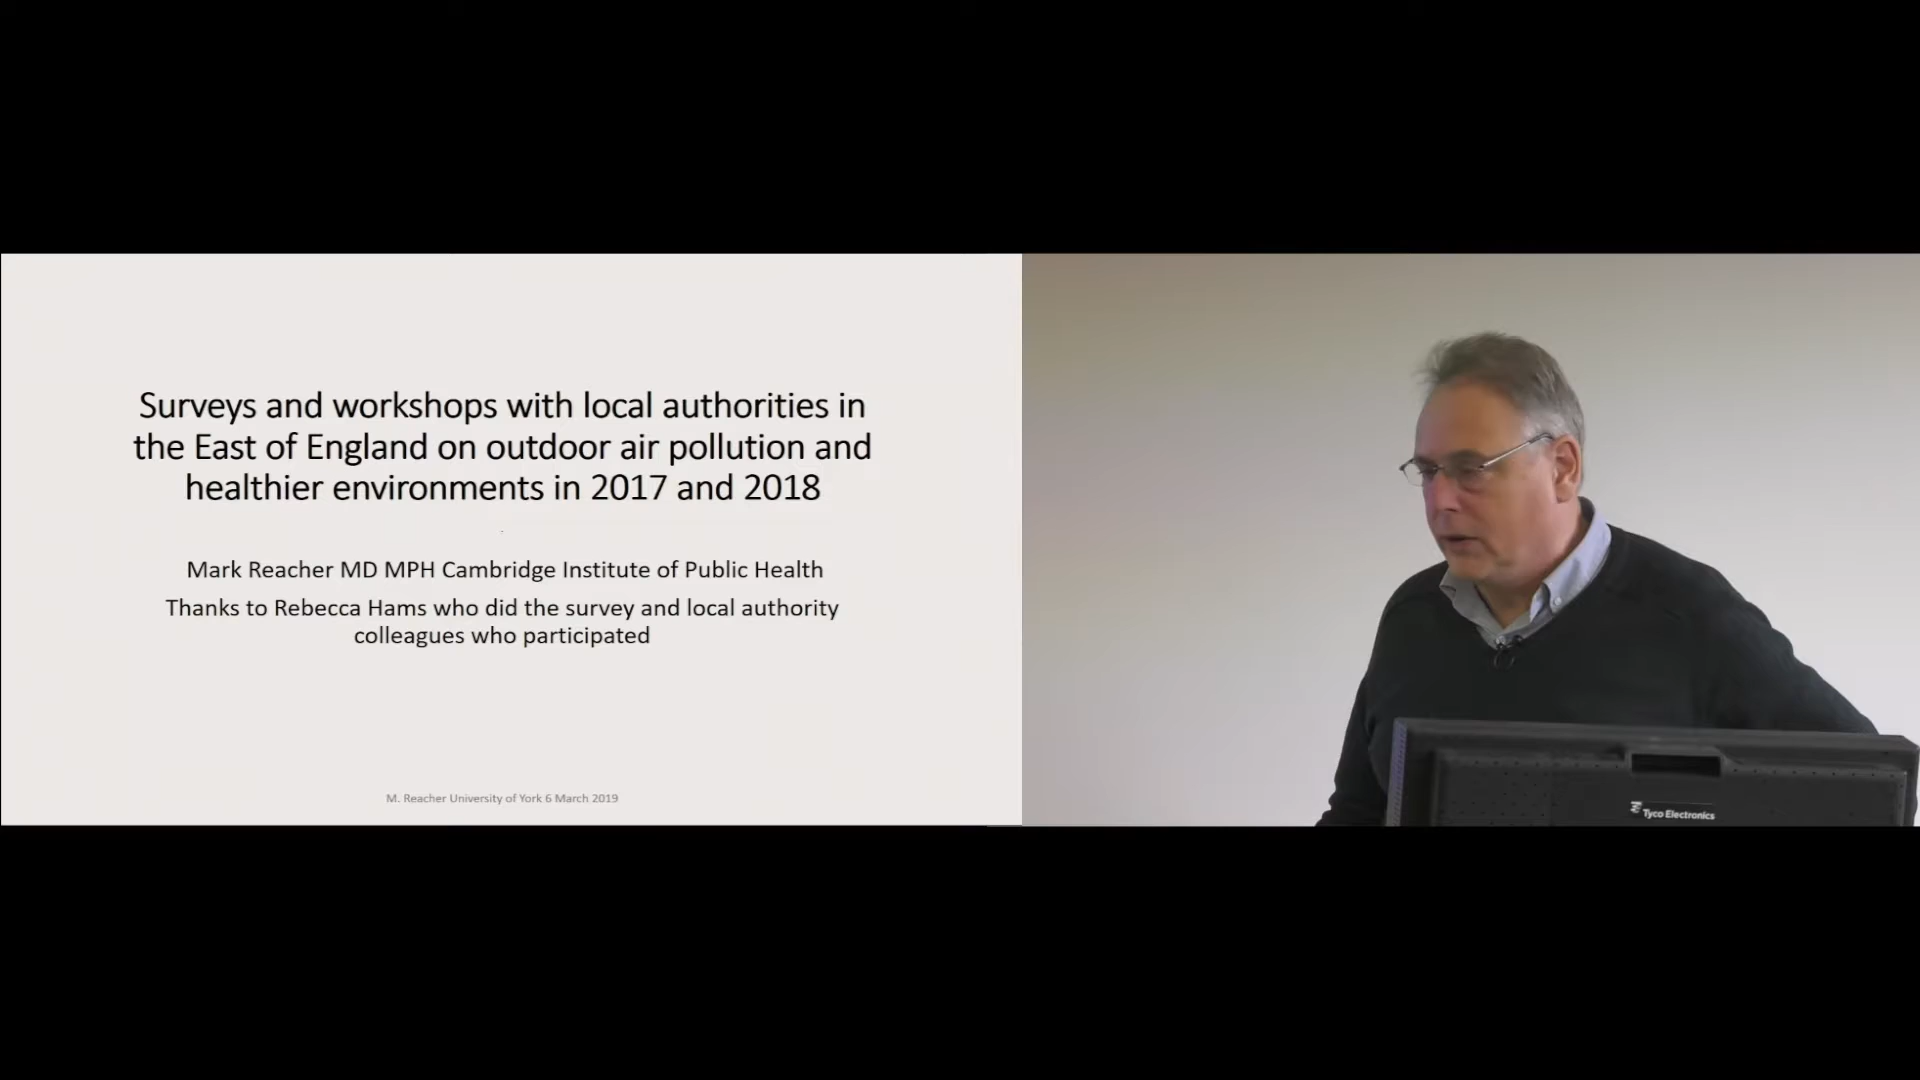 Surveys and workshops with local authorities in
the East of England on outdoor air pollution and
healthier environments in 2017 and 2018
Mark Reacher MD MPH Cambridge Institute of Public Health
Thanks to Rebecca Hams who did the survey and local authority
colleagues who participated
M. Reacher University of York 6 March 2019
Tyco Electronics